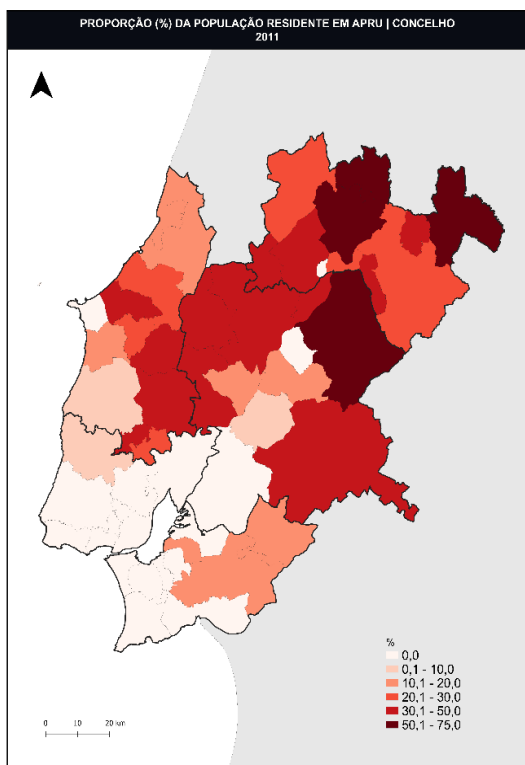 PROPORÇÃO (%) DA POPULAÇÃO RESIDENTE EM APRU | CONCELHO
2011
%
0,0
0,1 - 10,0
10,1 - 20,0
20,1 - 30,0
30,1 - 50,0
50,1 - 75,0
0 10 20 km